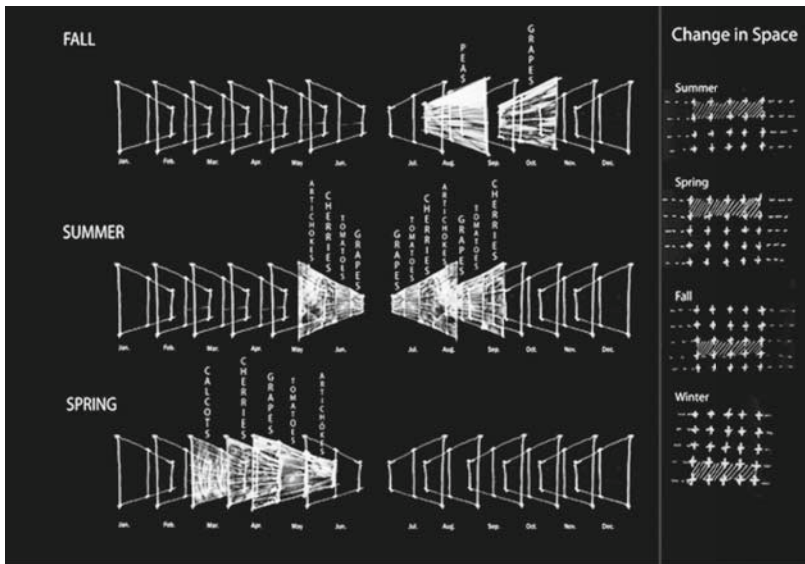 FALL
PEAS
GRAPES
Jan. Feb. Mar. Apr. May Jun. Jul. Aug. Sep. Oct. Nov. Dec.
SUMMER
ARTICHOKES
CHERRIES
TOMATOES
GRAPES
GRAPES
TOMATOES
CHERRIES
ARTICHOKES
GRAPES
TOMATOES
CHERRIES
Jan. Feb. Mar. Apr. May Jun. Jul. Aug. Sep. Oct. Nov. Dec.
SPRING
CALCOTS
CHERRIES
GRAPES
TOMATOES
ARTICHOKES
Jan. Feb. Mar. Apr. May Jun. Jul. Aug. Sep. Oct. Nov. Dec.
Change in Space
Summer
Spring
Fall
Winter